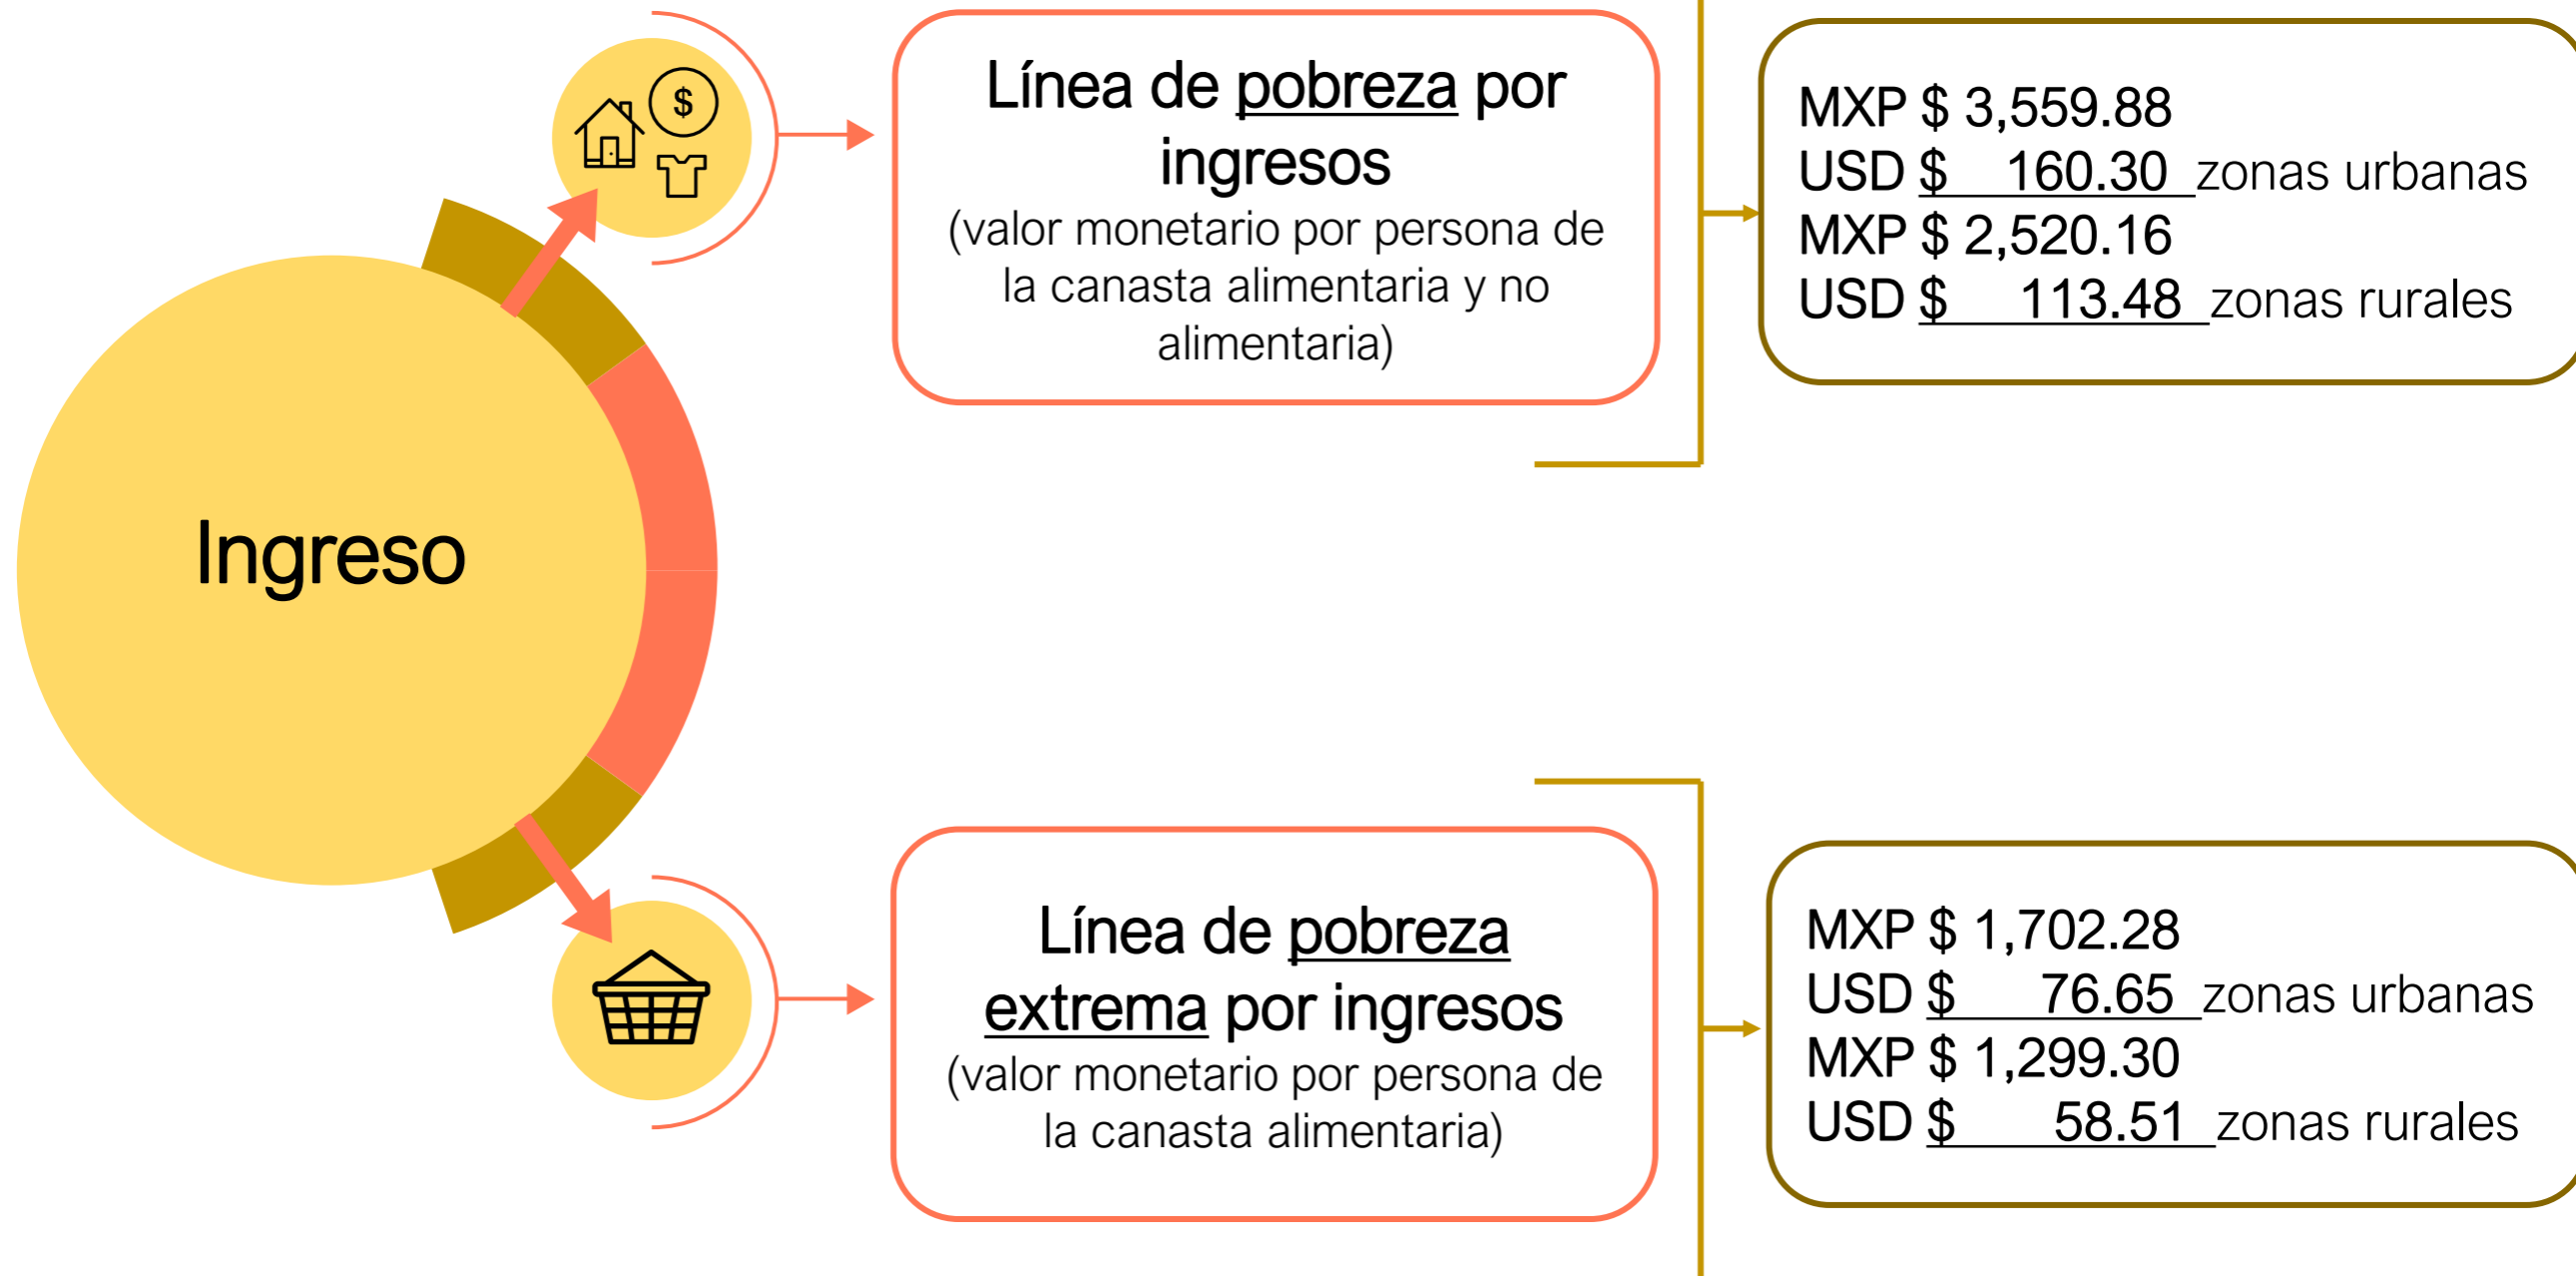 Ingreso
$
Línea de pobreza por
ingresos
(valor monetario por persona de
la canasta alimentaria y no
alimentaria)
MXP $ 3,559.88
USD $ 160.30 zonas urbanas
MXP $ 2,520.16
USD $ 113.48 zonas rurales
Línea de pobreza
extrema por ingresos
(valor monetario por persona de
la canasta alimentaria)
MXP $ 1,702.28
USD $ 76.65 zonas urbanas
MXP $ 1,299.30
USD $ 58.51 zonas rurales